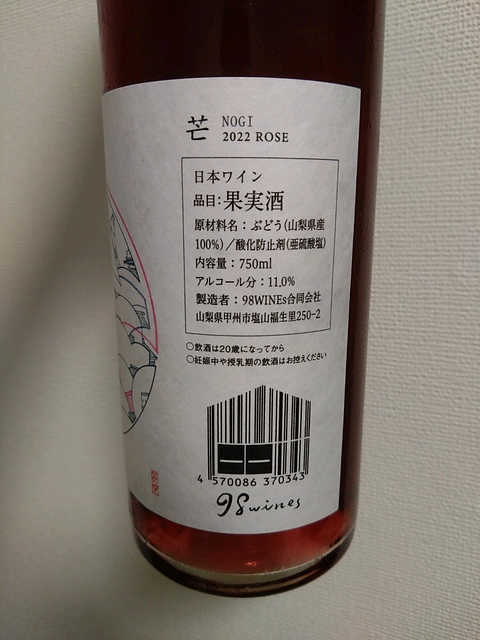 芒 NOGI
2022 ROSE
日本ワイン
品目：果実酒
原材料名：ぶどう(山梨県産
100%)／酸化防止剤(亜硫酸塩)
内容量：750ml
アルコール分：11.0%
製造者：98WINEs合同会社
山梨県甲州市塩山福生里250-2
○飲酒は20歳になってから
○妊娠中や授乳期の飲酒はお控えください
4 570086 370343
98wines